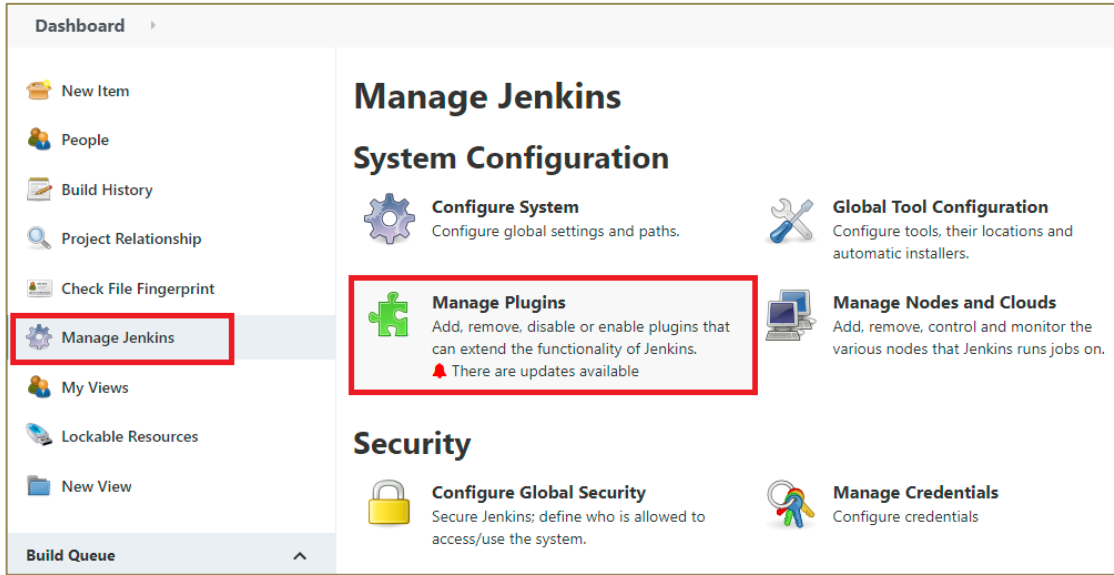 Dashboard
New Item
People
Build History
Project Relationship
Check File Fingerprint
Manage Jenkins
My Views
Lockable Resources
New View
Build Queue
Manage Jenkins
System Configuration
Configure System
Configure global settings and paths.
Global Tool Configuration
Configure tools, their locations and
automatic installers.
Manage Plugins
Add, remove, disable or enable plugins that
can extend the functionality of Jenkins.
There are updates available
Manage Nodes and Clouds
Add, remove, control and monitor the
various nodes that Jenkins runs jobs on.
Security
Configure Global Security
Secure Jenkins; define who is allowed to
access/use the system.
Manage Credentials
Configure credentials